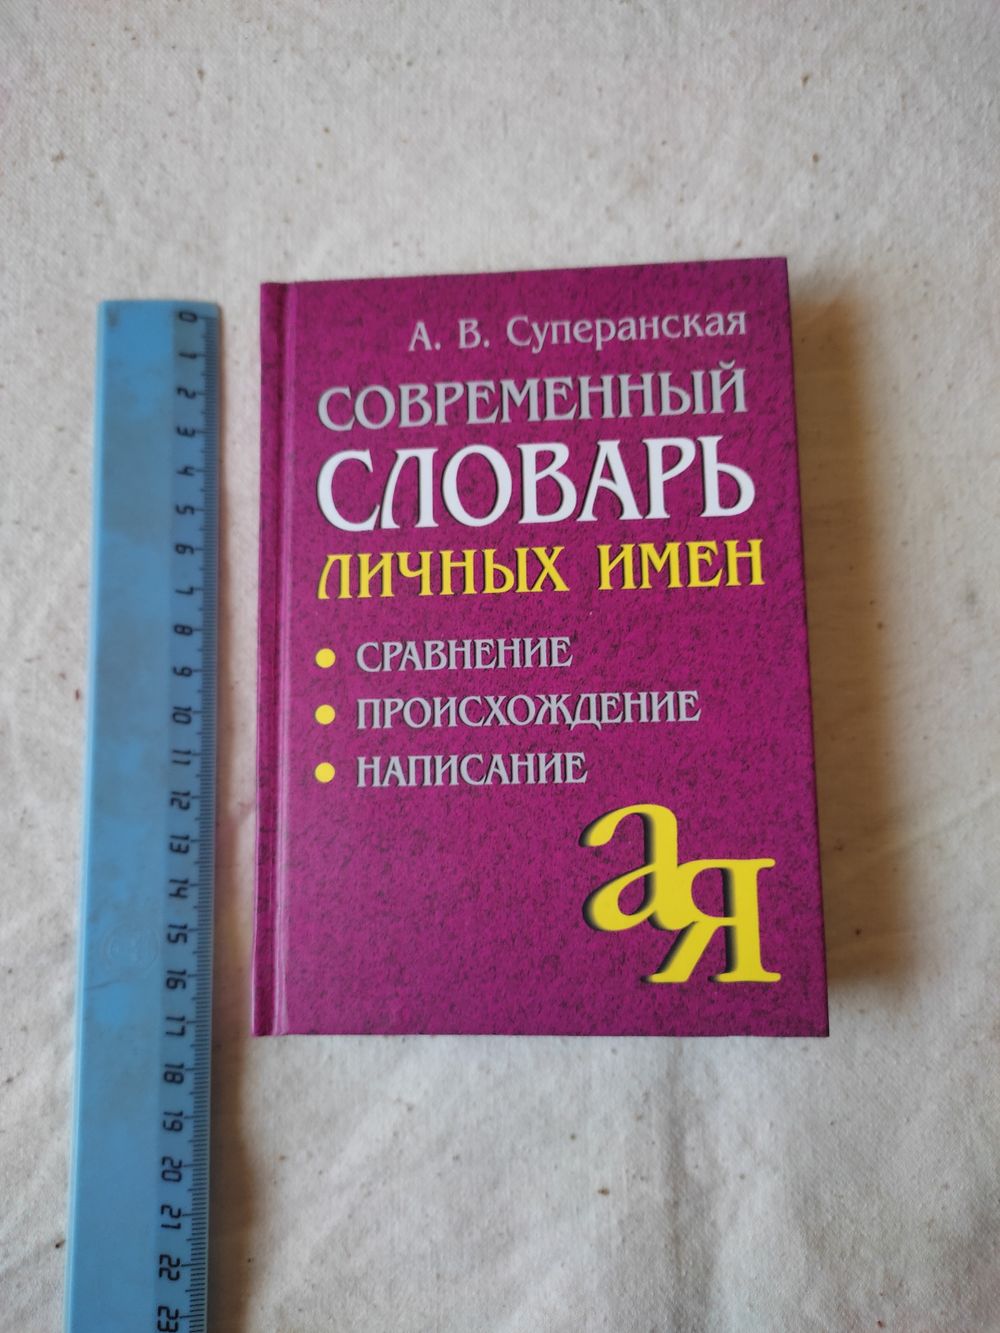 А. В. Суперанская
СОВРЕМЕННЫЙ
СЛОВАРЬ
ЛИЧНЫХ ИМЕН
• СРАВНЕНИЕ
• ПРОИСХОЖДЕНИЕ
• НАПИСАНИЕ
а
Я
0
1
2
3
4
5
6
7
8
9
10
11
12
13
14
15
16
17
18
19
20
21
22
23